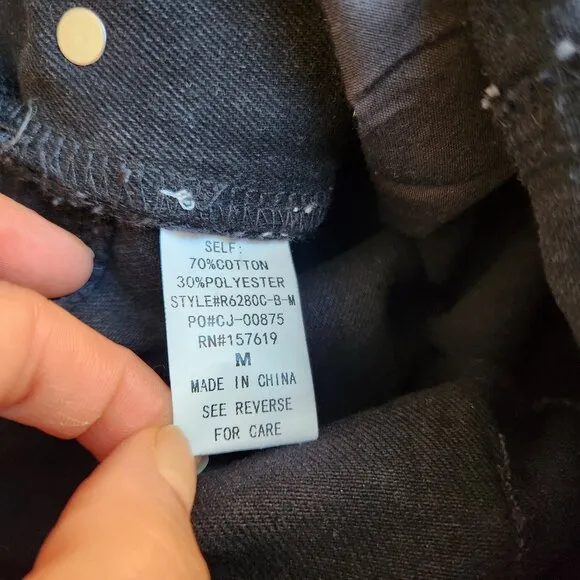 SELF:
70%COTTON
30%POLYESTER
STYLE#R6280C-B-M
PO#CJ-00875
RN#157619
M
MADE IN CHINA
SEE REVERSE
FOR CARE